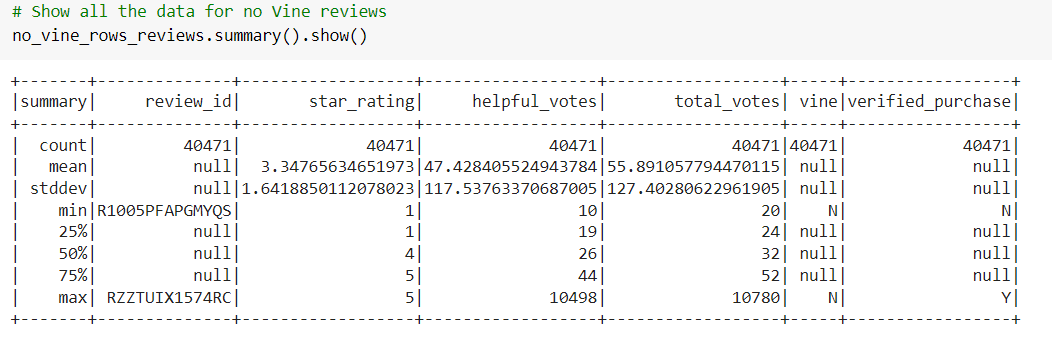 # Show all the data for no Vine reviews
no_vine_rows_reviews.summary().show()
+-------+--------------+------------------+------------------+------------------+-----+-----------------+
|summary|     review_id|       star_rating|     helpful_votes|       total_votes| vine|verified_purchase|
+-------+--------------+------------------+------------------+------------------+-----+-----------------+
|  count|         40471|             40471|             40471|             40471|40471|            40471|
|   mean|          null|  3.34765634651973|47.428405524943784|55.891057794470115| null|             null|
| stddev|          null|1.6418850112078023|117.53763370687005|127.40280622961905| null|             null|
|    min|R1005PFAPGMYQS|                 1|                10|                20|    N|                N|
|    25%|          null|                 1|                19|                24| null|             null|
|    50%|          null|                 4|                26|                32| null|             null|
|    75%|          null|                 5|                44|                52| null|             null|
|    max| RZZTUIX1574RC|                 5|             10498|             10780|    N|                Y|
+-------+--------------+------------------+------------------+------------------+-----+-----------------+